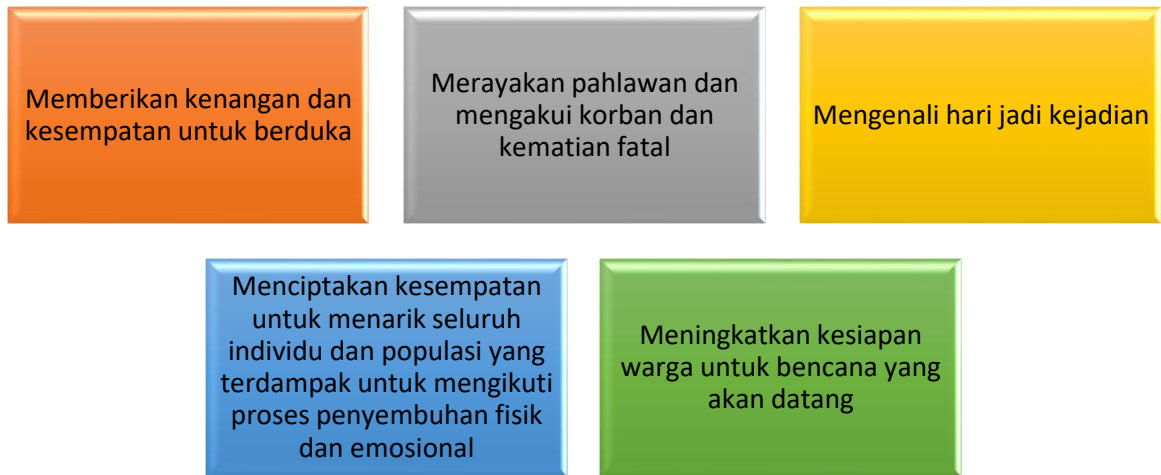 Memberikan kenangan dan
kesempatan untuk berduka
Merayakan pahlawan dan
mengakui korban dan
kematian fatal
Mengenali hari jadi kejadian
Menciptakan kesempatan
untuk menarik seluruh
individu dan populasi yang
terdampak untuk mengikuti
proses penyembuhan fisik
dan emosional
Meningkatkan kesiapan
warga untuk bencana yang
akan datang